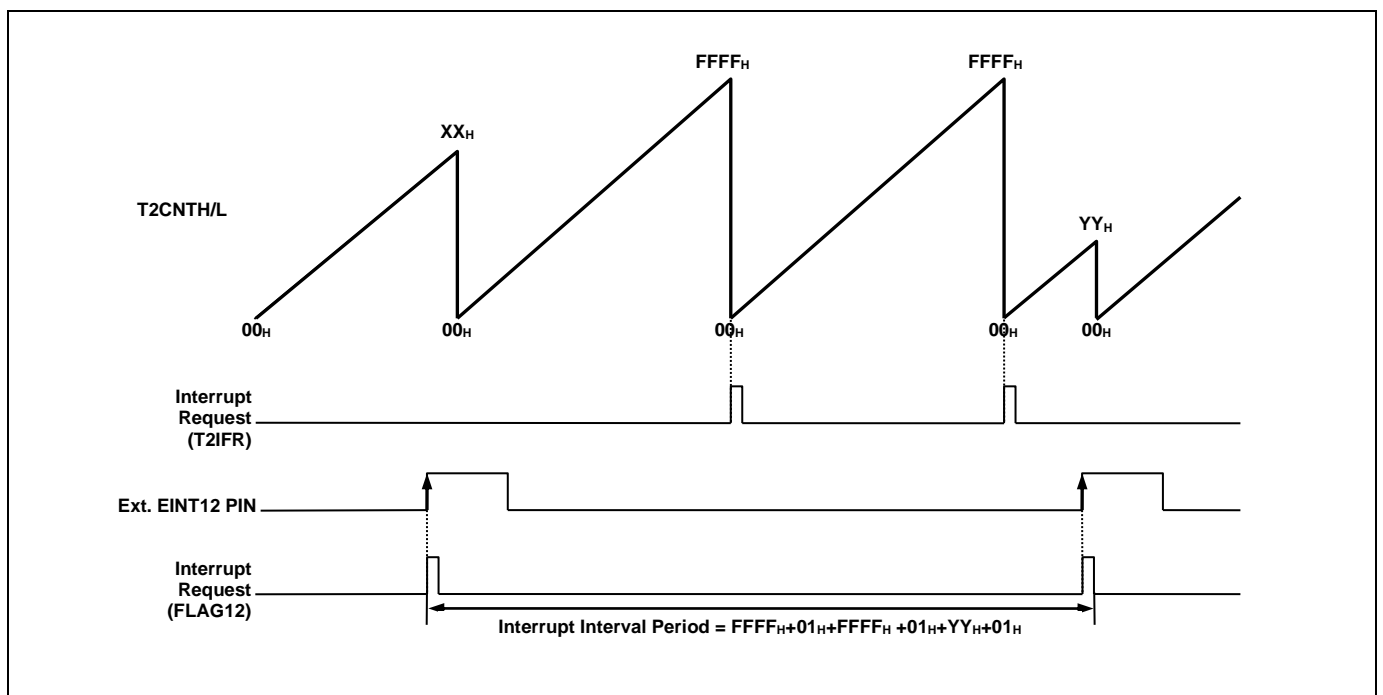 FFFFH FFFFH
XXH
T2CNTH/L
YYH
00H 00H 00H 00H 00H
Interrupt
Request
(T2IFR)
Ext. EINT12 PIN
Interrupt
Request
(FLAG12)
Interrupt Interval Period = FFFFH+01H+FFFFH +01H+YYH+01H